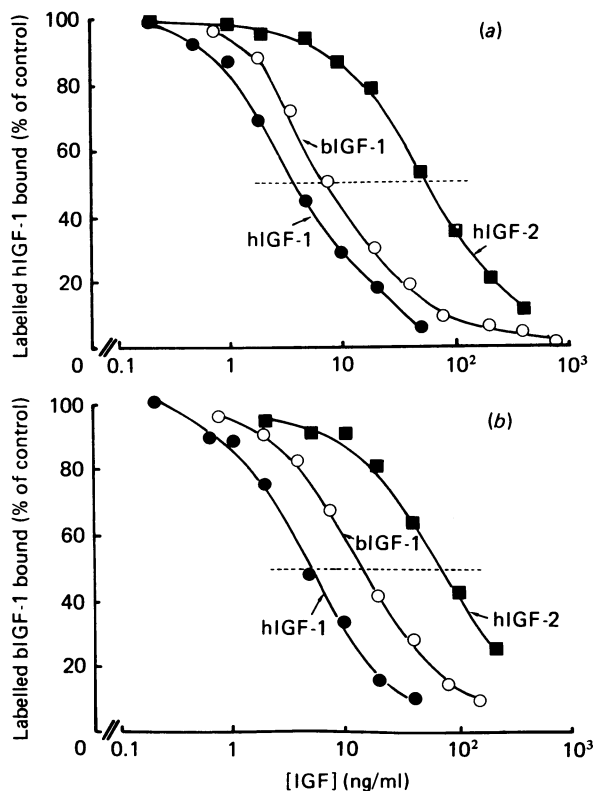 Labelled hIGF-1 bound (% of control)
100
80
60
40
20
0
(a)
bIGF-1
hIGF-1
hIGF-2
0.1
1
10
10²
10³
Labelled bIGF-1 bound (% of control)
100
80
60
40
20
0
(b)
bIGF-1
hIGF-1
hIGF-2
0.1
1
10
10²
10³
[IGF] (ng/ml)